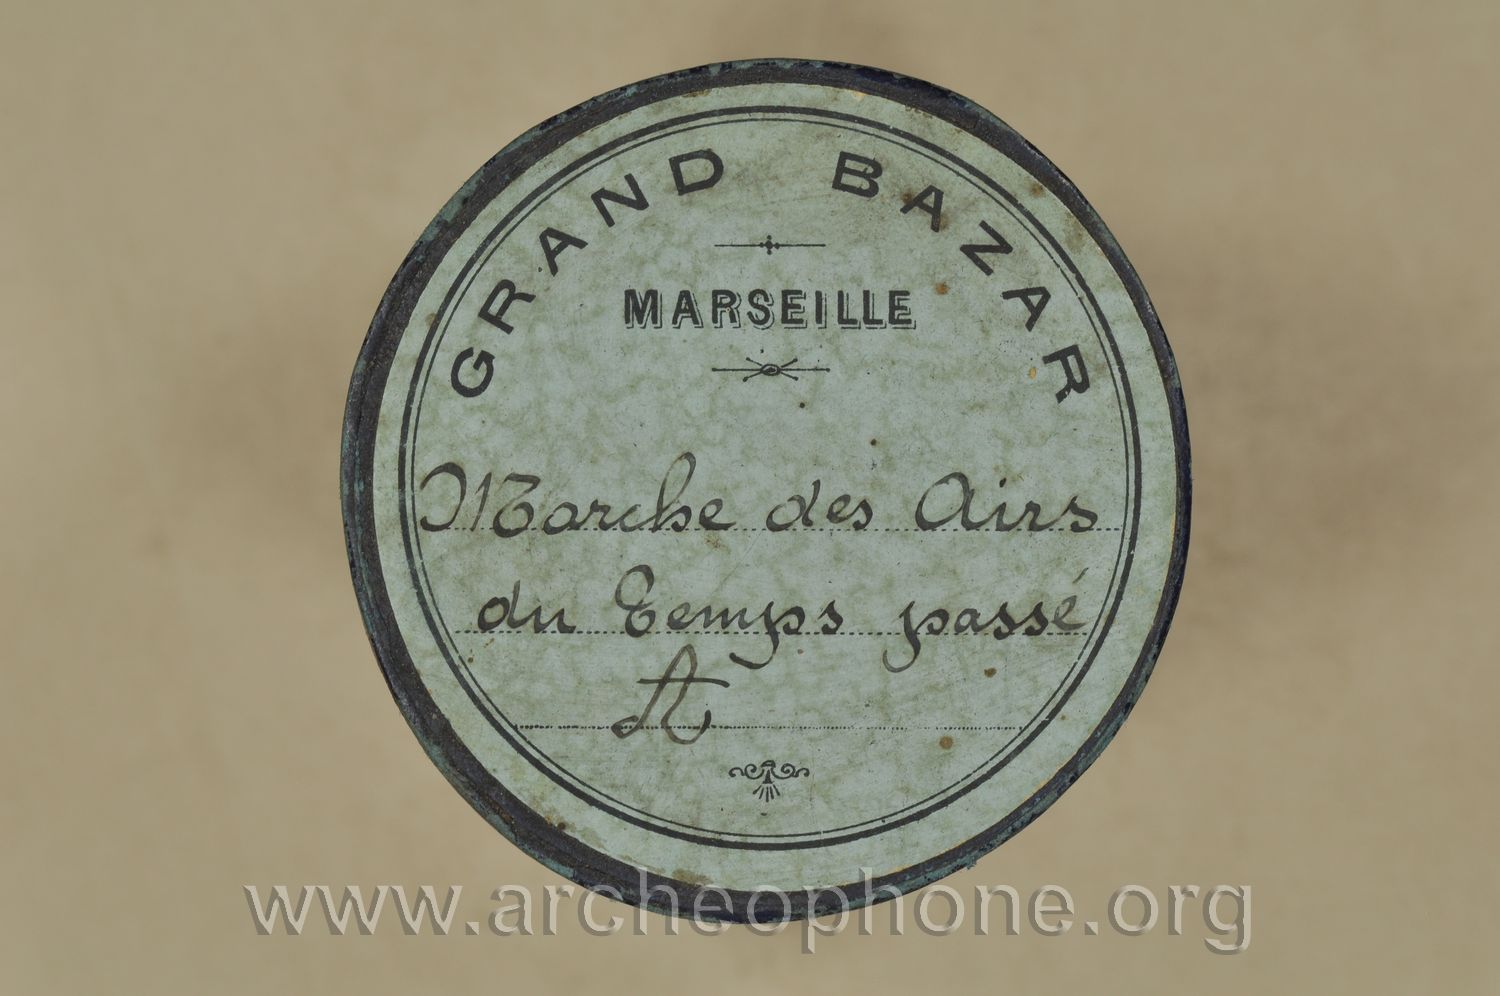 GRAND BAZAR
MARSEILLE
Marche des Airs
du Temps passé
www.archeophone.org